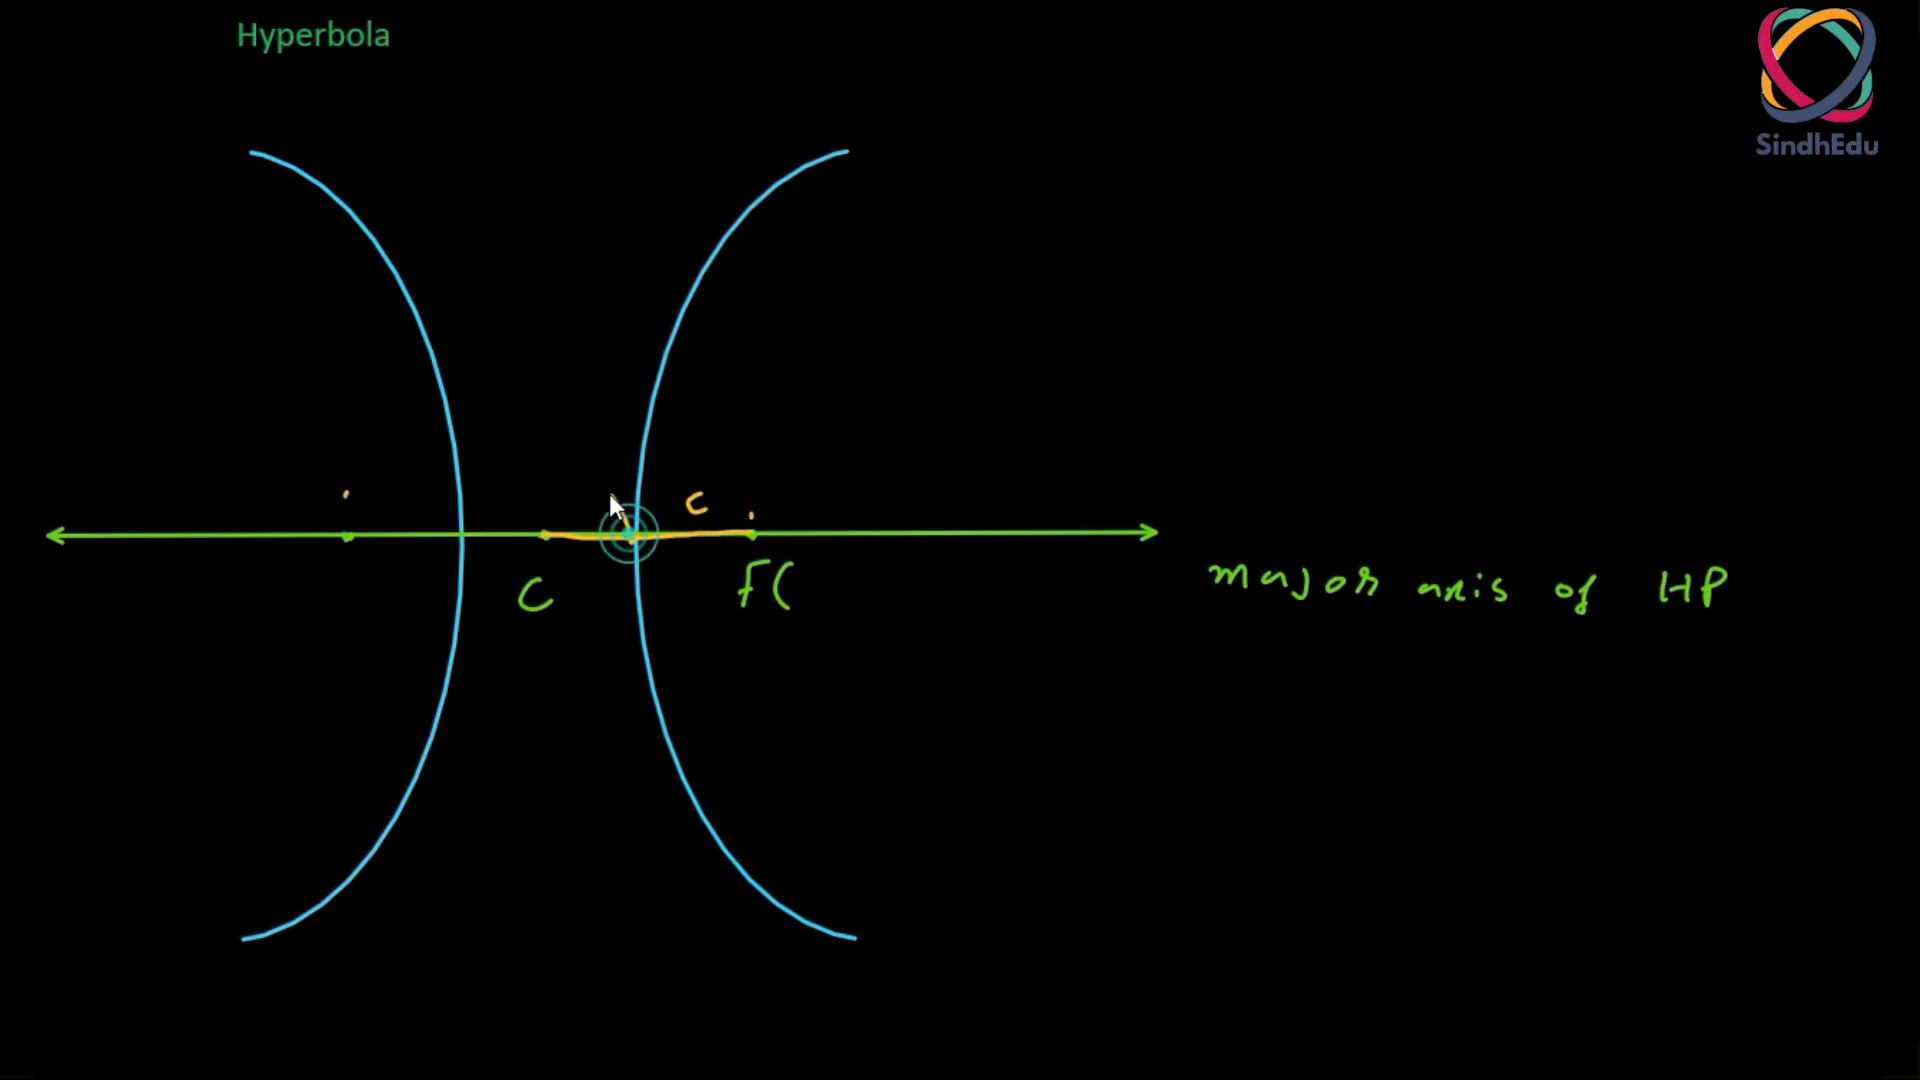 Hyperbola
SindhEdu
c
C
F(
major axis of HP